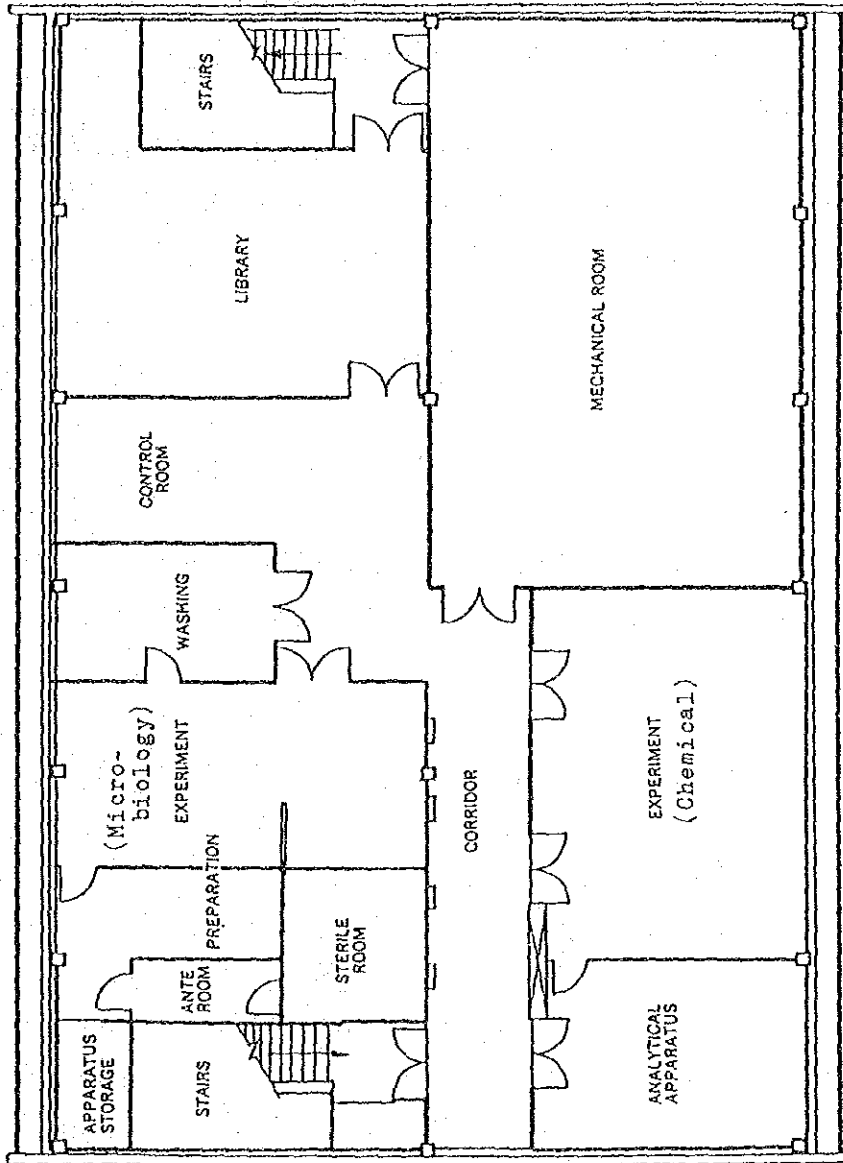 APPARATUS
STORAGE
STAIRS
ANTE
ROOM
STERILE
ROOM
PREPARATION
(Micro-
biology)
EXPERIMENT
WASHING
CONTROL
ROOM
LIBRARY
STAIRS
CORRIDOR
ANALYTICAL
APPARATUS
EXPERIMENT
(Chemical)
MECHANICAL ROOM